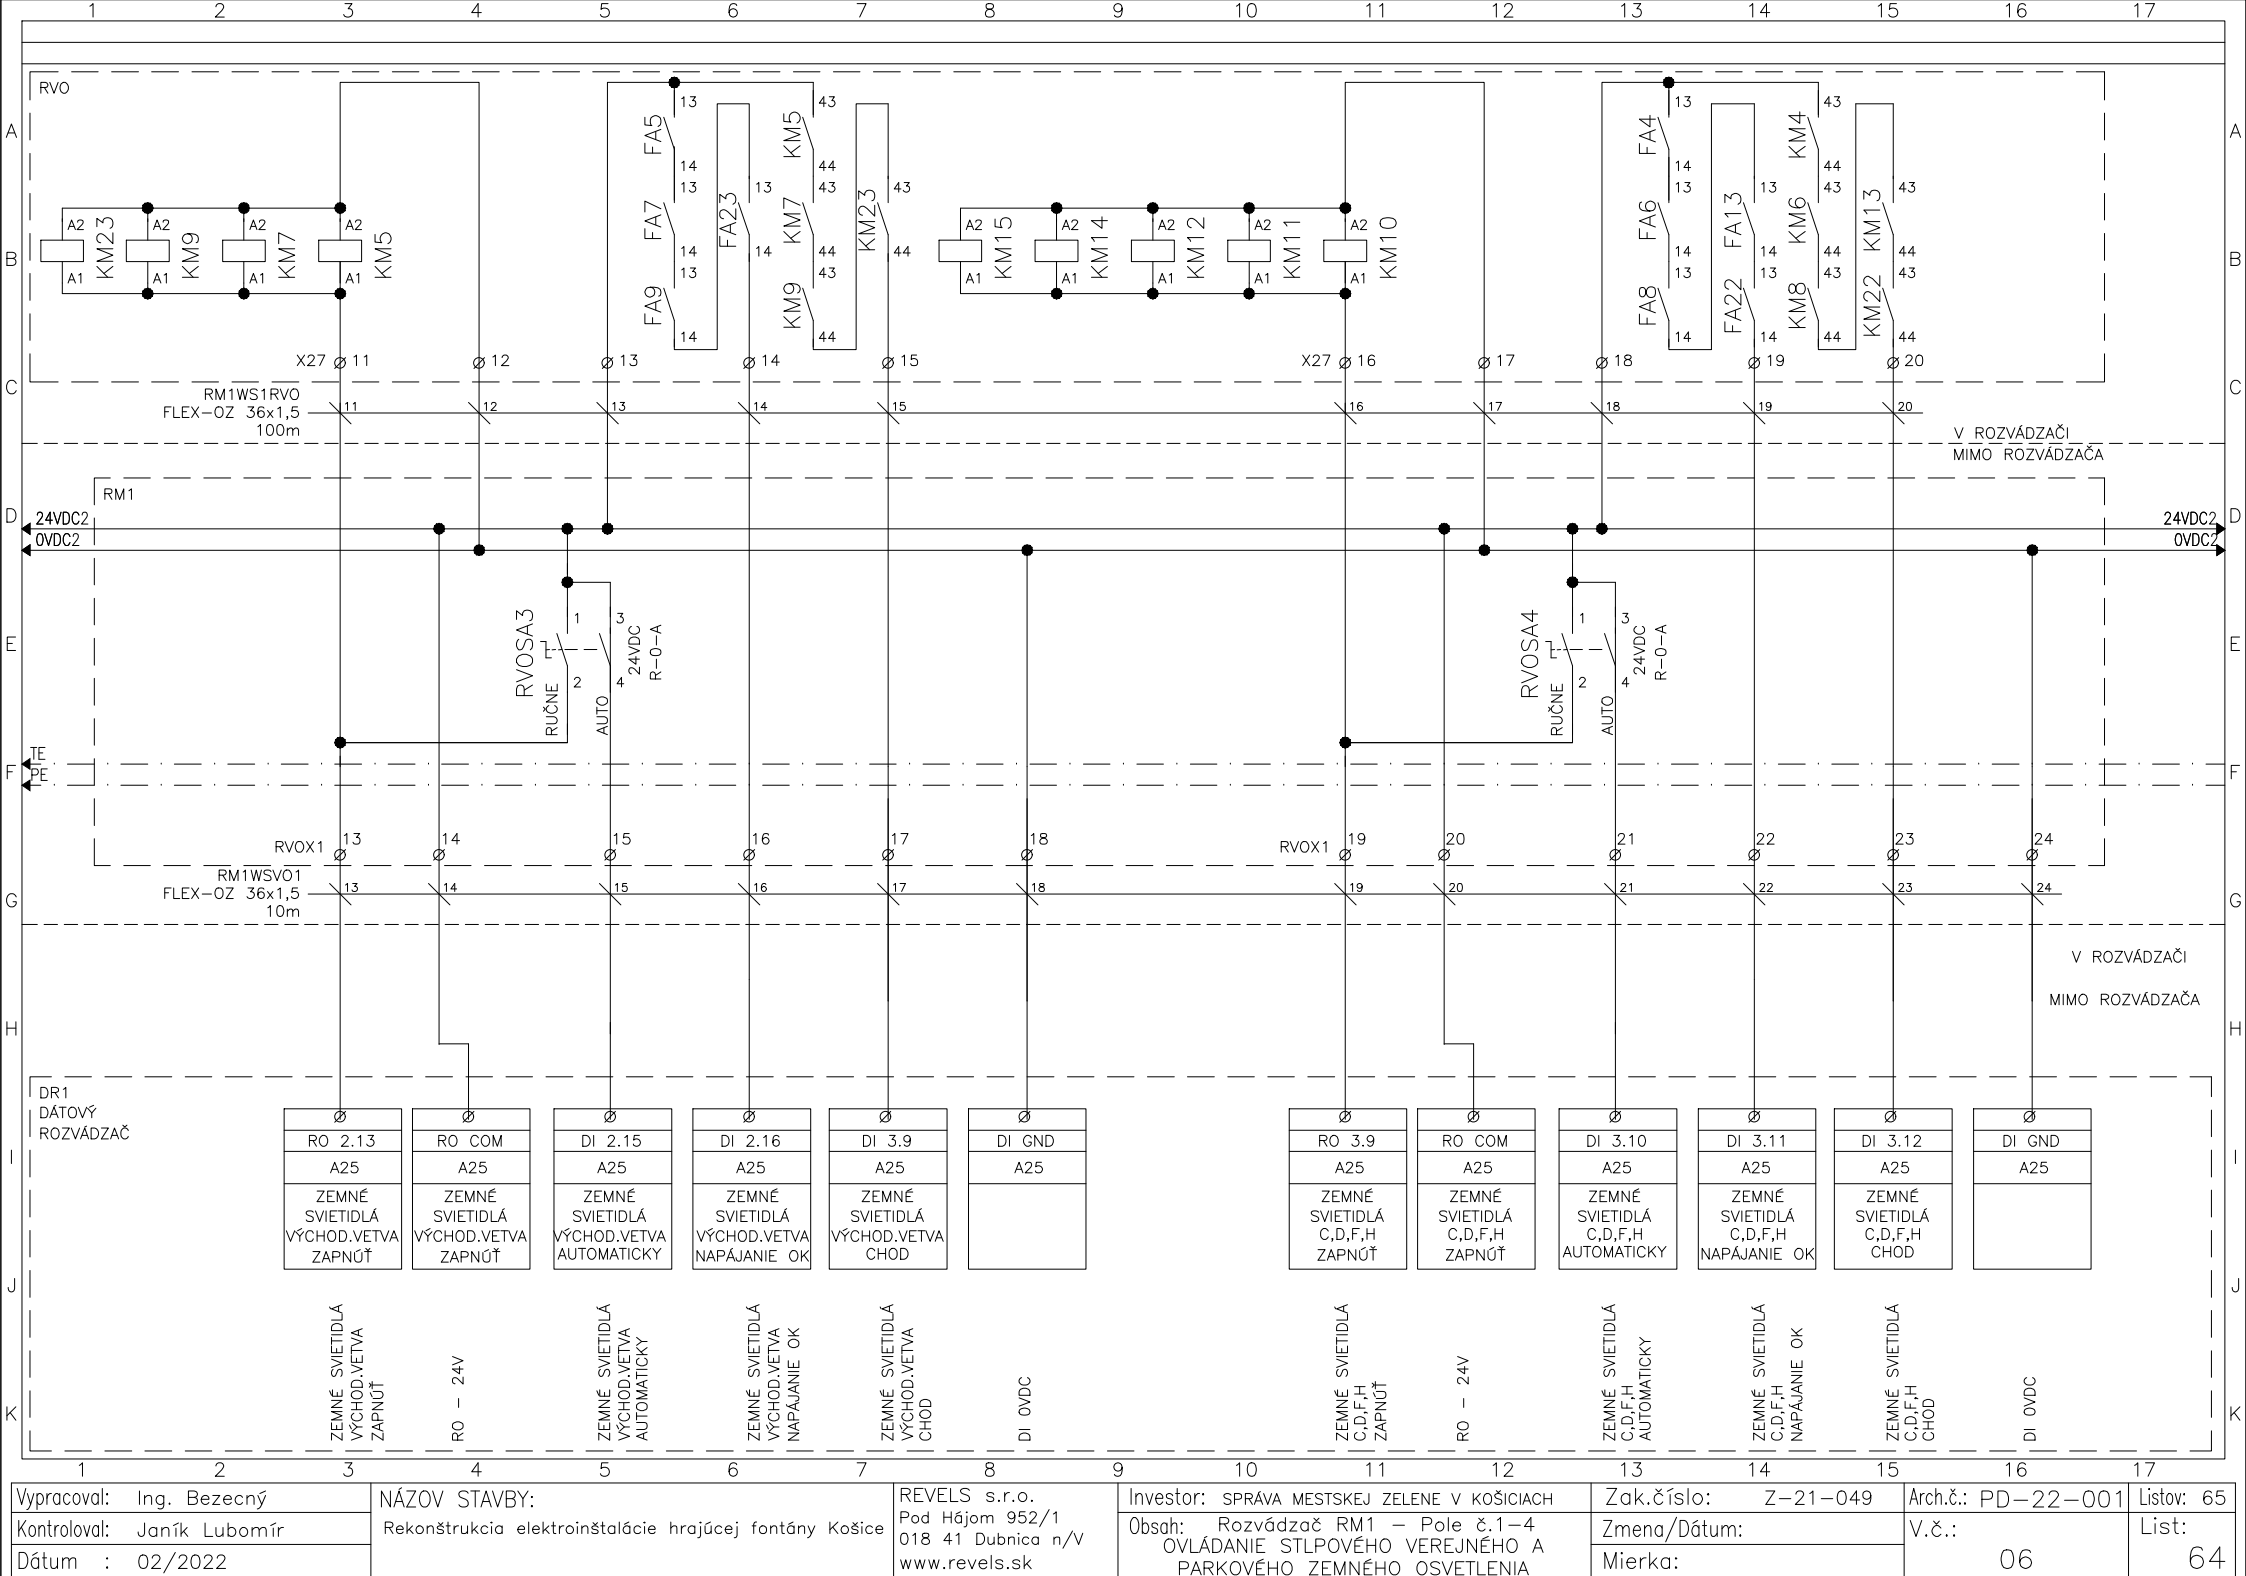 1 2 3 4 5 6 7 8 9 10 11 12 13 14 15 16 17
RVO
A A
13 43 13 43
FA5 KM5 FA4 KM4
14 44 14 44
13 13 43 43 13 13 43 43
FA7 FA23 KM7 KM23 FA6 FA13 KM6 KM13
14 14 44 44 14 14 44 44
13 43 13 13 43 43
FA9 KM9 FA8 FA22 KM8 KM22
14 44 14 14 44 44
B B
A2 A2 A2 A2 A2 A2 A2 A2 A2
KM23 KM9 KM7 KM5 KM15 KM14 KM12 KM11 KM10
A1 A1 A1 A1 A1 A1 A1 A1 A1
X27 11 12 13 14 15 X27 16 17 18 19 20
C C
RM1WS1RVO
FLEX-OZ 36x1,5
100m
11 12 13 14 15 16 17 18 19 20
V ROZVÁDZAČI
MIMO ROZVÁDZAČA
RM1
D D
24VDC2 24VDC2
0VDC2 0VDC2
E E
RVOSA3 1 3 24VDC R-0-A
2 4
RUČNE AUTO
RVOSA4 1 3 24VDC R-0-A
2 4
RUČNE AUTO
TE
F F
PE
RVOX1 13 14 15 16 17 18 RVOX1 19 20 21 22 23 24
RM1WSVO1
FLEX-OZ 36x1,5
10m
G G
13 14 15 16 17 18 19 20 21 22 23 24
V ROZVÁDZAČI
MIMO ROZVÁDZAČA
H H
DR1
DÁTOVÝ
ROZVÁDZAČ
I I
RO 2.13
A25
ZEMNÉ
SVIETIDLÁ
VÝCHOD.VETVA
ZAPNÚŤ
RO COM
A25
ZEMNÉ
SVIETIDLÁ
VÝCHOD.VETVA
ZAPNÚŤ
DI 2.15
A25
ZEMNÉ
SVIETIDLÁ
VÝCHOD.VETVA
AUTOMATICKY
DI 2.16
A25
ZEMNÉ
SVIETIDLÁ
VÝCHOD.VETVA
NAPÁJANIE OK
DI 3.9
A25
ZEMNÉ
SVIETIDLÁ
VÝCHOD.VETVA
CHOD
DI GND
A25
RO 3.9
A25
ZEMNÉ
SVIETIDLÁ
C,D,F,H
ZAPNÚŤ
RO COM
A25
ZEMNÉ
SVIETIDLÁ
C,D,F,H
ZAPNÚŤ
DI 3.10
A25
ZEMNÉ
SVIETIDLÁ
C,D,F,H
AUTOMATICKY
DI 3.11
A25
ZEMNÉ
SVIETIDLÁ
C,D,F,H
NAPÁJANIE OK
DI 3.12
A25
ZEMNÉ
SVIETIDLÁ
C,D,F,H
CHOD
DI GND
A25
J J
ZEMNÉ SVIETIDLÁ
VÝCHOD.VETVA
ZAPNÚŤ
RO - 24V
ZEMNÉ SVIETIDLÁ
VÝCHOD.VETVA
AUTOMATICKY
ZEMNÉ SVIETIDLÁ
VÝCHOD.VETVA
NAPÁJANIE OK
ZEMNÉ SVIETIDLÁ
VÝCHOD.VETVA
CHOD
DI 0VDC
ZEMNÉ SVIETIDLÁ
C,D,F,H
ZAPNÚŤ
RO - 24V
ZEMNÉ SVIETIDLÁ
C,D,F,H
AUTOMATICKY
ZEMNÉ SVIETIDLÁ
C,D,F,H
NAPÁJANIE OK
ZEMNÉ SVIETIDLÁ
C,D,F,H
CHOD
DI 0VDC
K K
1 2 3 4 5 6 7 8 9 10 11 12 13 14 15 16 17
Vypracoval: Ing. Bezecný
Kontroloval: Janík Lubomír
Dátum : 02/2022
NÁZOV STAVBY:
Rekonštrukcia elektroinštalácie hrajúcej fontány Košice
REVELS s.r.o.
Pod Hájom 952/1
018 41 Dubnica n/V
www.revels.sk
Investor: SPRÁVA MESTSKEJ ZELENE V KOŠICIACH
Obsah: Rozvádzač RM1 - Pole č.1-4
OVLÁDANIE STLPOVÉHO VEREJNÉHO A
PARKOVÉHO ZEMNÉHO OSVETLENIA
Zak.číslo: Z-21-049
Zmena/Dátum:
Mierka:
Arch.č.: PD-22-001
V.č.:
06
Listov: 65
List:
64